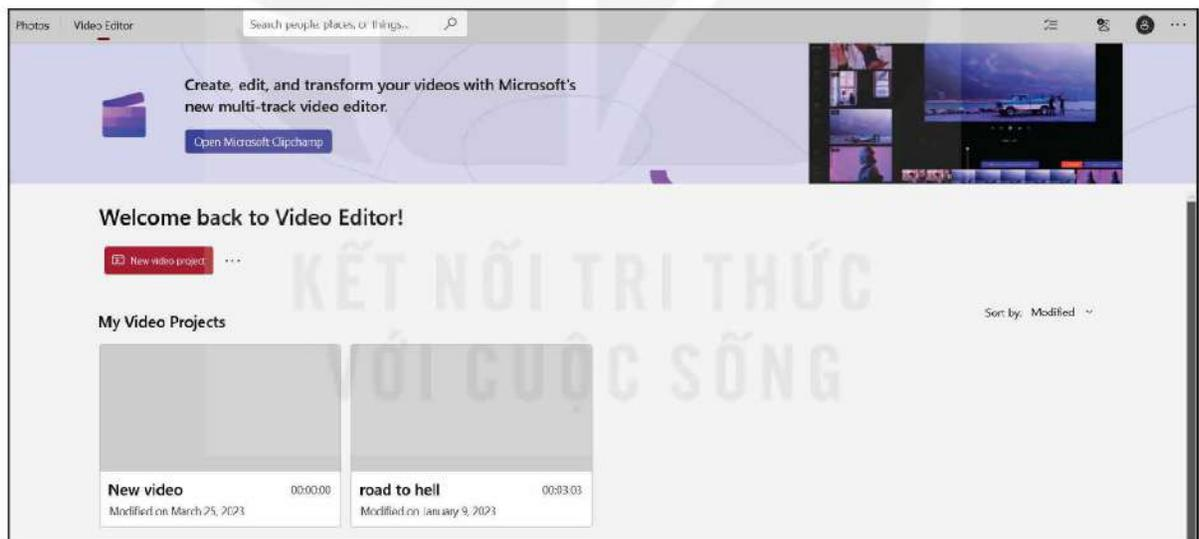 Photos Video Editor Search people, places, or things...
Create, edit, and transform your videos with Microsoft's
new multi-track video editor.
Open Microsoft Clipchamp
Welcome back to Video Editor!
New video project ...
KẾT NỐI TRI THỨC
VỚI CUỘC SỐNG
My Video Projects
Sort by: Modified
New video 00:00:00
Modified on March 25, 2023
road to hell 00:03:03
Modified on January 9, 2023